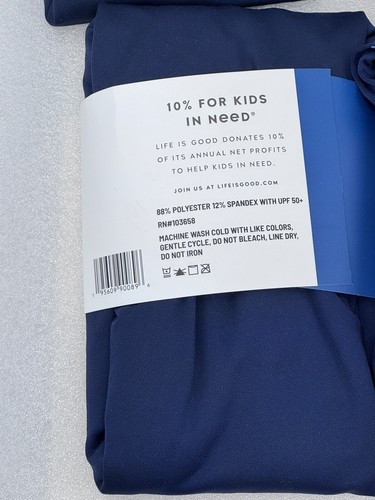 10% FOR KIDS
IN NeeD®
LIFE IS GOOD DONATES 10%
OF ITS ANNUAL NET PROFITS
TO HELP KIDS IN NEED.
JOIN US AT LIFEISGOOD.COM
88% POLYESTER 12% SPANDEX WITH UPF 50+
RN#103658
MACHINE WASH COLD WITH LIKE COLORS,
GENTLE CYCLE, DO NOT BLEACH, LINE DRY,
DO NOT IRON